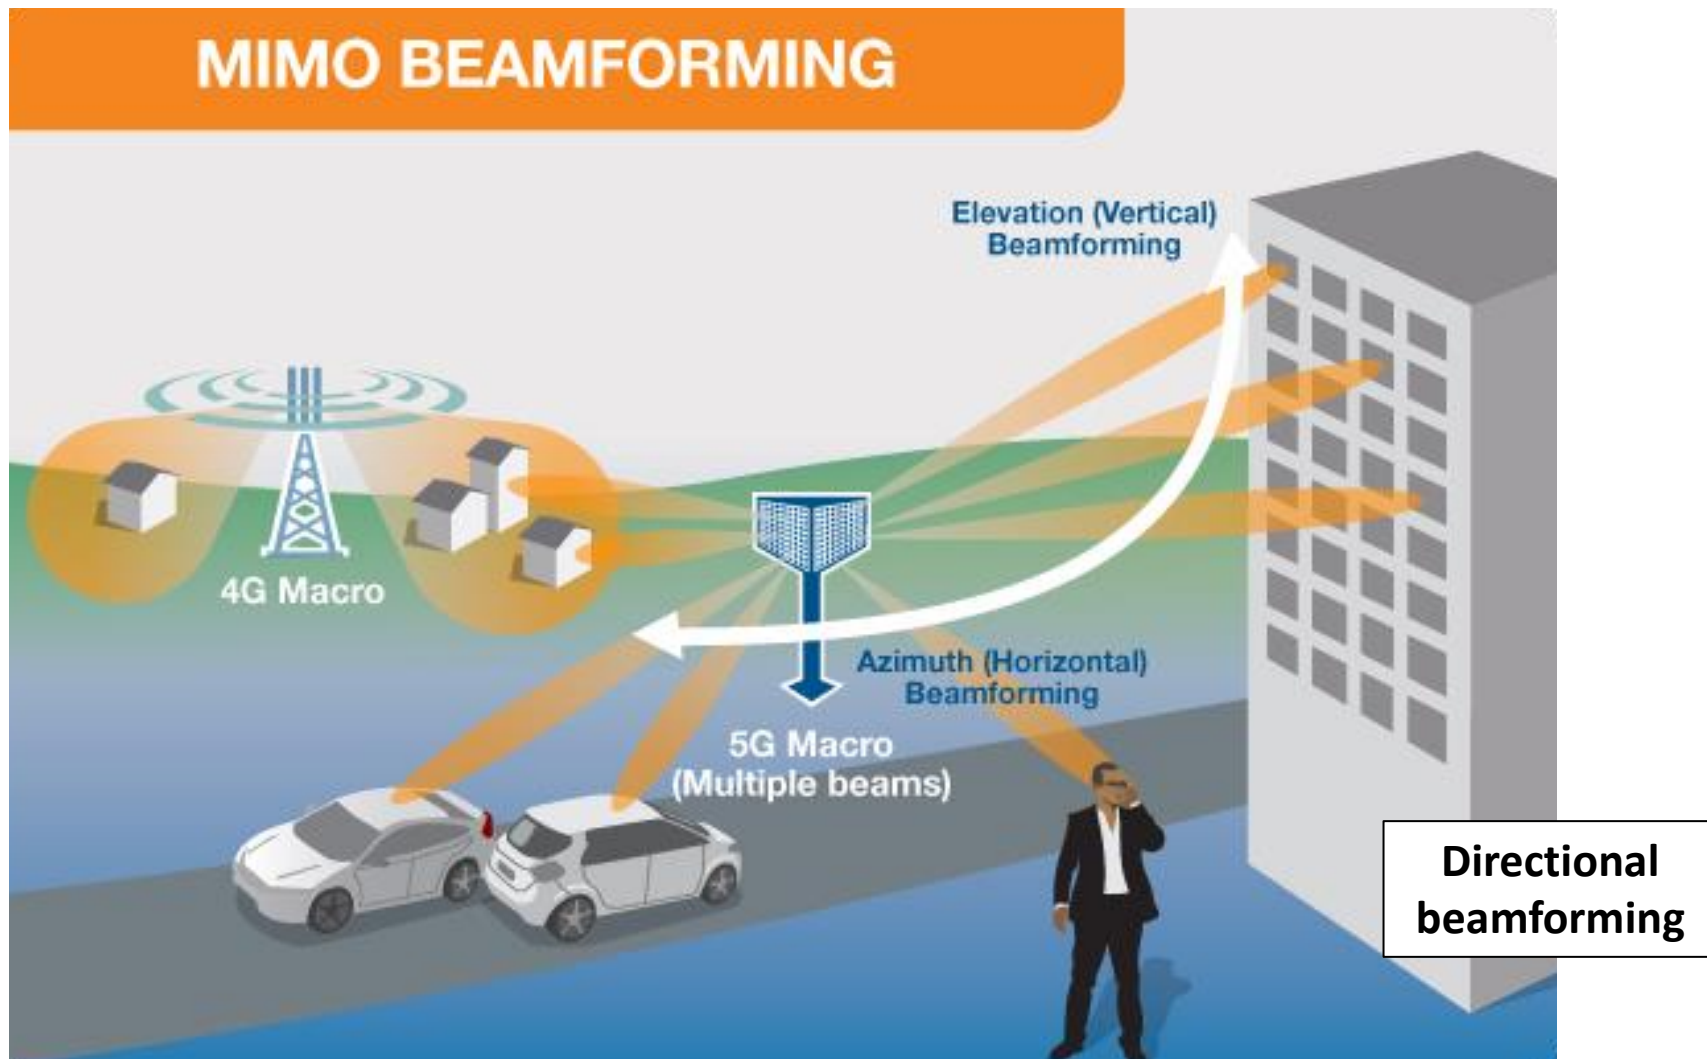 MIMO BEAMFORMING
Elevation (Vertical)
Beamforming
4G Macro
Azimuth (Horizontal)
Beamforming
5G Macro
(Multiple beams)
Directional
beamforming